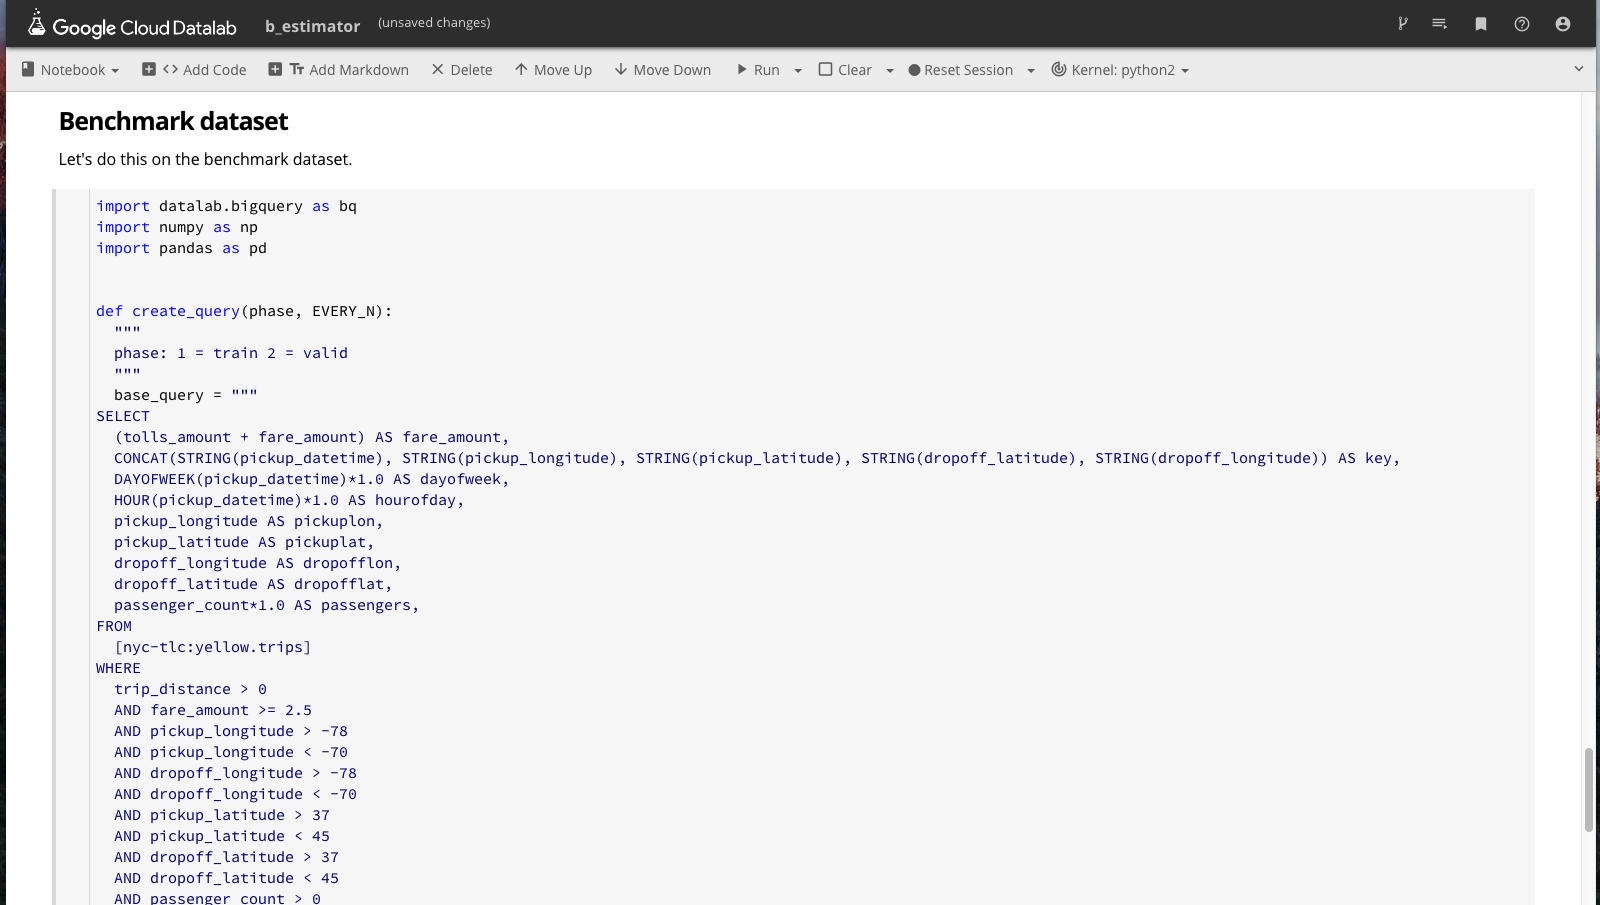 Google Cloud Datalab b_estimator (unsaved changes)
Notebook Add Code Add Markdown Delete Move Up Move Down Run Clear Reset Session Kernel: python2
Benchmark dataset
Let's do this on the benchmark dataset.
import datalab.bigquery as bq
import numpy as np
import pandas as pd
def create_query(phase, EVERY_N):
"""
phase: 1 = train 2 = valid
"""
base_query = """
SELECT
(tolls_amount + fare_amount) AS fare_amount,
CONCAT(STRING(pickup_datetime), STRING(pickup_longitude), STRING(pickup_latitude), STRING(dropoff_latitude), STRING(dropoff_longitude)) AS key,
DAYOFWEEK(pickup_datetime)*1.0 AS dayofweek,
HOUR(pickup_datetime)*1.0 AS hourofday,
pickup_longitude AS pickuplon,
pickup_latitude AS pickuplat,
dropoff_longitude AS dropofflon,
dropoff_latitude AS dropofflat,
passenger_count*1.0 AS passengers,
FROM
[nyc-tlc:yellow.trips]
WHERE
trip_distance > 0
AND fare_amount >= 2.5
AND pickup_longitude > -78
AND pickup_longitude < -70
AND dropoff_longitude > -78
AND dropoff_longitude < -70
AND pickup_latitude > 37
AND pickup_latitude < 45
AND dropoff_latitude > 37
AND dropoff_latitude < 45
AND passenger_count > 0